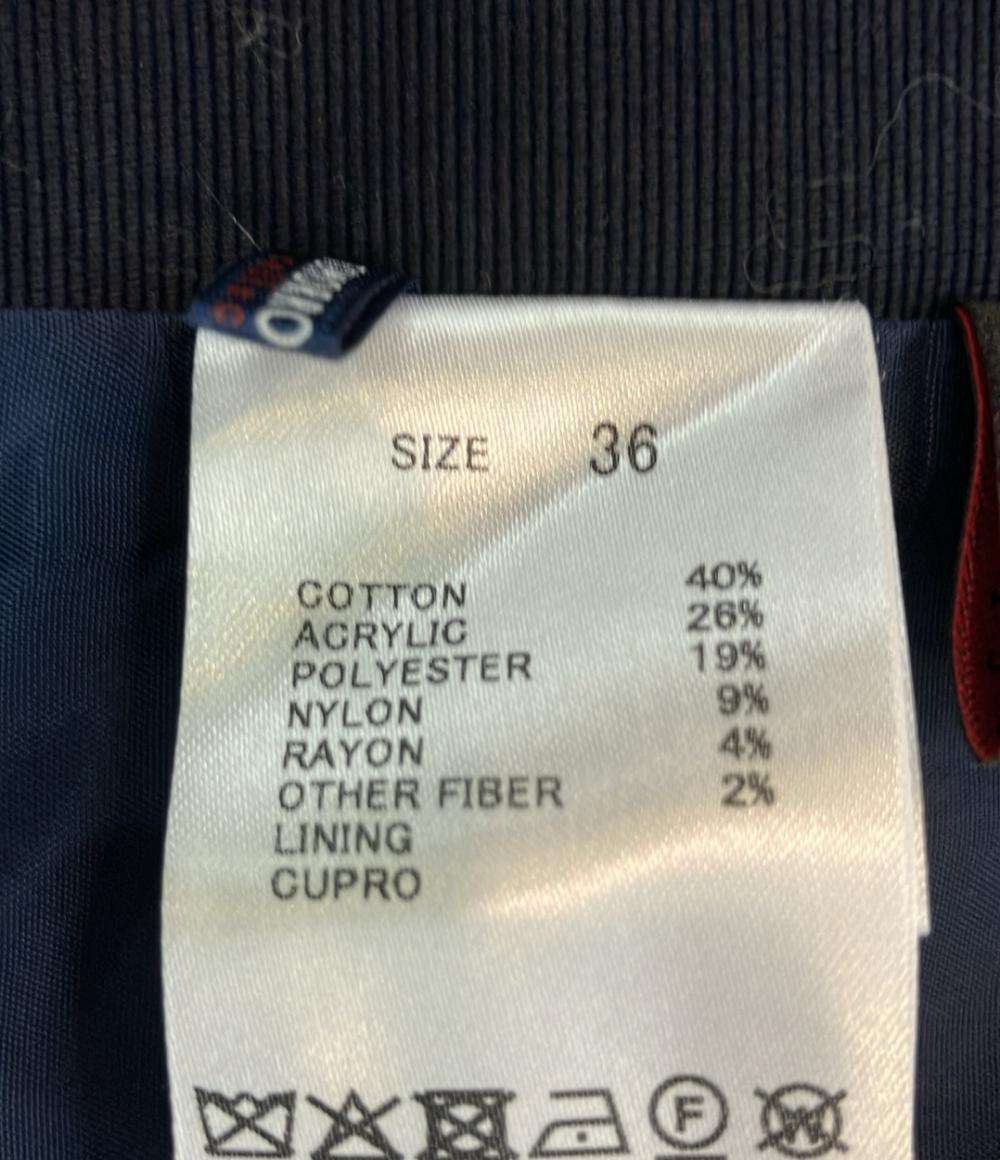 SIZE 36
COTTON 40%
ACRYLIC 26%
POLYESTER 19%
NYLON 9%
RAYON 4%
OTHER FIBER 2%
LINING
CUPRO
F
W